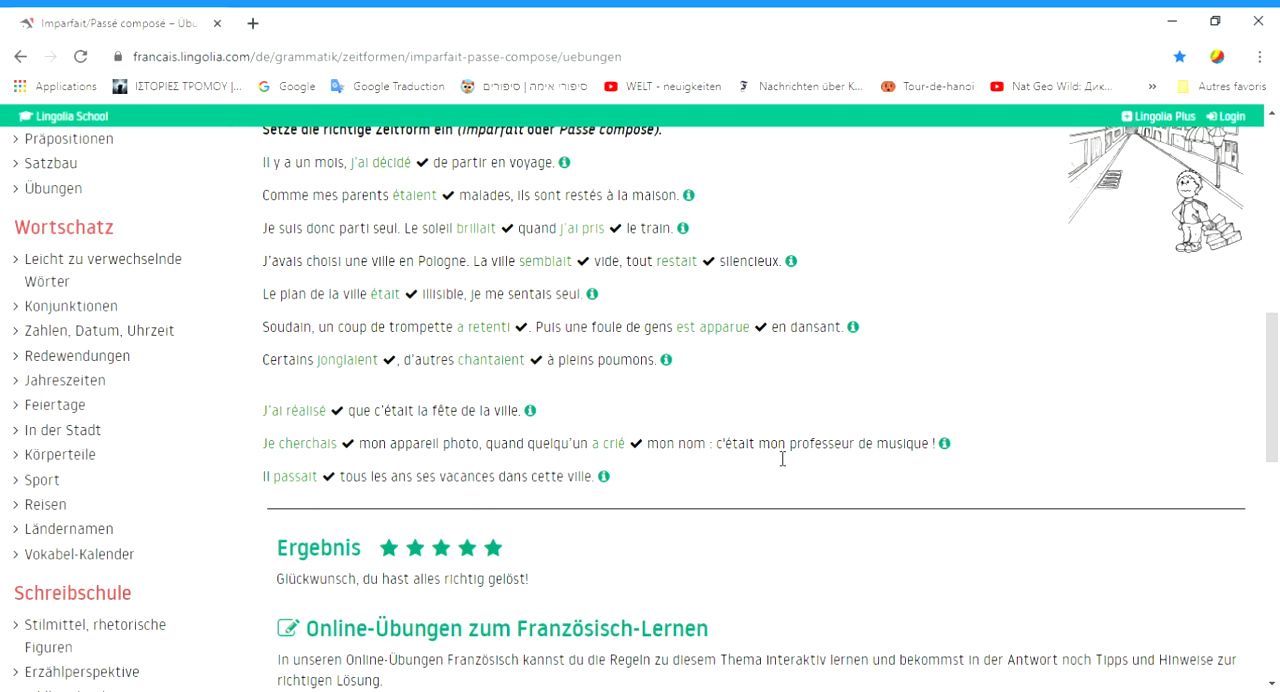 Imparfait/Passé composé – Übu
francais.lingolia.com/de/grammatik/zeitformen/imparfait-passe-compose/uebungen
Applications ΙΣΤΟΡΙΕΣ ΤΡΟΜΟΥ |... Google Google Traduction סיפורי אימה | סיפורים WELT - neuigkeiten Nachrichten über K... Tour-de-hanoi Nat Geo Wild: Дик... » Autres favoris
Lingolia School Lingolia Plus Login
Präpositionen
Satzbau
Übungen
Wortschatz
Leicht zu verwechselnde
Wörter
Konjunktionen
Zahlen, Datum, Uhrzeit
Redewendungen
Jahreszeiten
Feiertage
In der Stadt
Körperteile
Sport
Reisen
Ländernamen
Vokabel-Kalender
Schreibschule
Stilmittel, rhetorische
Figuren
Erzählperspektive
Setze die richtige Zeitform ein (Imparfait oder Passé composé).
Il y a un mois, j'ai décidé ✔ de partir en voyage.
Comme mes parents étaient ✔ malades, ils sont restés à la maison.
Je suis donc parti seul. Le soleil brillait ✔ quand j'ai pris ✔ le train.
J'avais choisi une ville en Pologne. La ville semblait ✔ vide, tout restait ✔ silencieux.
Le plan de la ville était ✔ illisible, je me sentais seul.
Soudain, un coup de trompette a retenti ✔. Puis une foule de gens est apparue ✔ en dansant.
Certains jonglaient ✔, d'autres chantaient ✔ à pleins poumons.
J'ai réalisé ✔ que c'était la fête de la ville.
Je cherchais ✔ mon appareil photo, quand quelqu'un a crié ✔ mon nom : c'était mon professeur de musique !
Il passait ✔ tous les ans ses vacances dans cette ville.
Ergebnis ★ ★ ★ ★ ★
Glückwunsch, du hast alles richtig gelöst!
Online-Übungen zum Französisch-Lernen
In unseren Online-Übungen Französisch kannst du die Regeln zu diesem Thema interaktiv lernen und bekommst in der Antwort noch Tipps und Hinweise zur
richtigen Lösung.